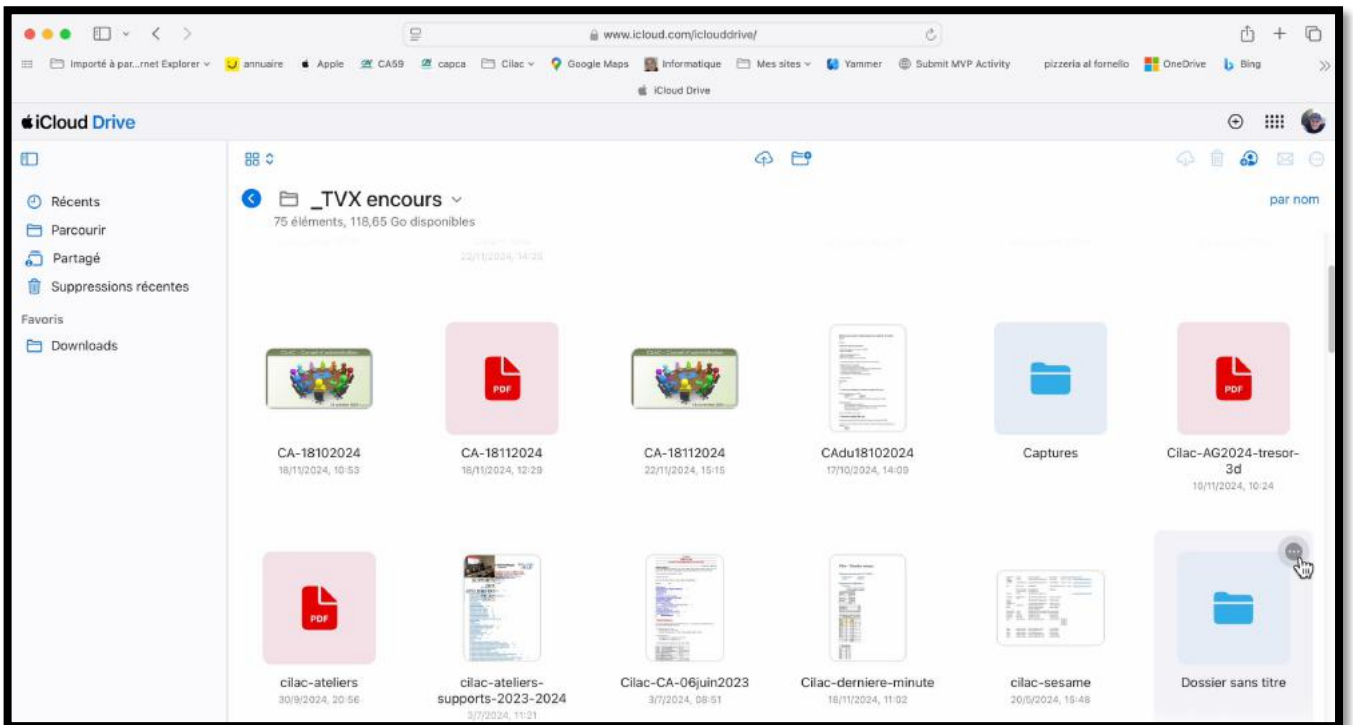 www.icloud.com/iclouddrive/
Importé à par...rnet Explorer annuaire Apple CA59 capca Cilac Google Maps Informatique Mes sites Yammer Submit MVP Activity pizzeria al fornello OneDrive Bing
iCloud Drive
iCloud Drive
Récents
Parcourir
Partagé
Suppressions récentes
Favoris
Downloads
_TVX encours
par nom
75 éléments, 118,65 Go disponibles
22/11/2024, 14:25
PDF
PDF
CA-18102024 CA-18112024 CA-18112024 CAdu18102024 Captures Cilac-AG2024-tresor-
3d
18/11/2024, 10:53 18/11/2024, 12:29 22/11/2024, 15:15 17/10/2024, 14:09
10/11/2024, 10:24
PDF
cilac-ateliers cilac-ateliers- Cilac-CA-06juin2023 Cilac-derniere-minute cilac-sesame Dossier sans titre
30/9/2024, 20:56 supports-2023-2024 3/7/2024, 08:51 18/11/2024, 11:02 20/5/2024, 15:48
3/7/2024, 11:21